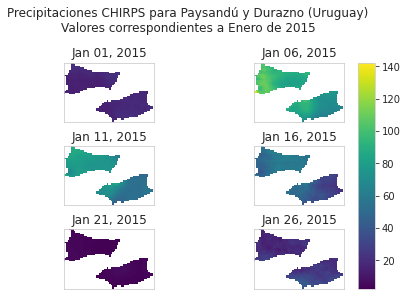 Precipitaciones CHIRPS para Paysandú y Durazno (Uruguay)
Valores correspondientes a Enero de 2015
Jan 01, 2015
Jan 06, 2015
Jan 11, 2015
Jan 16, 2015
Jan 21, 2015
Jan 26, 2015
140
120
100
80
60
40
20